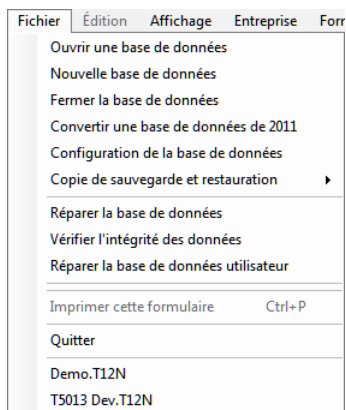 Fichier Édition Affichage Entreprise Forr
Ouvrir une base de données
Nouvelle base de données
Fermer la base de données
Convertir une base de données de 2011
Configuration de la base de données
Copie de sauvegarde et restauration
Réparer la base de données
Vérifier l'intégrité des données
Réparer la base de données utilisateur
Imprimer cette formulaire Ctrl+P
Quitter
Demo.T12N
T5013 Dev.T12N